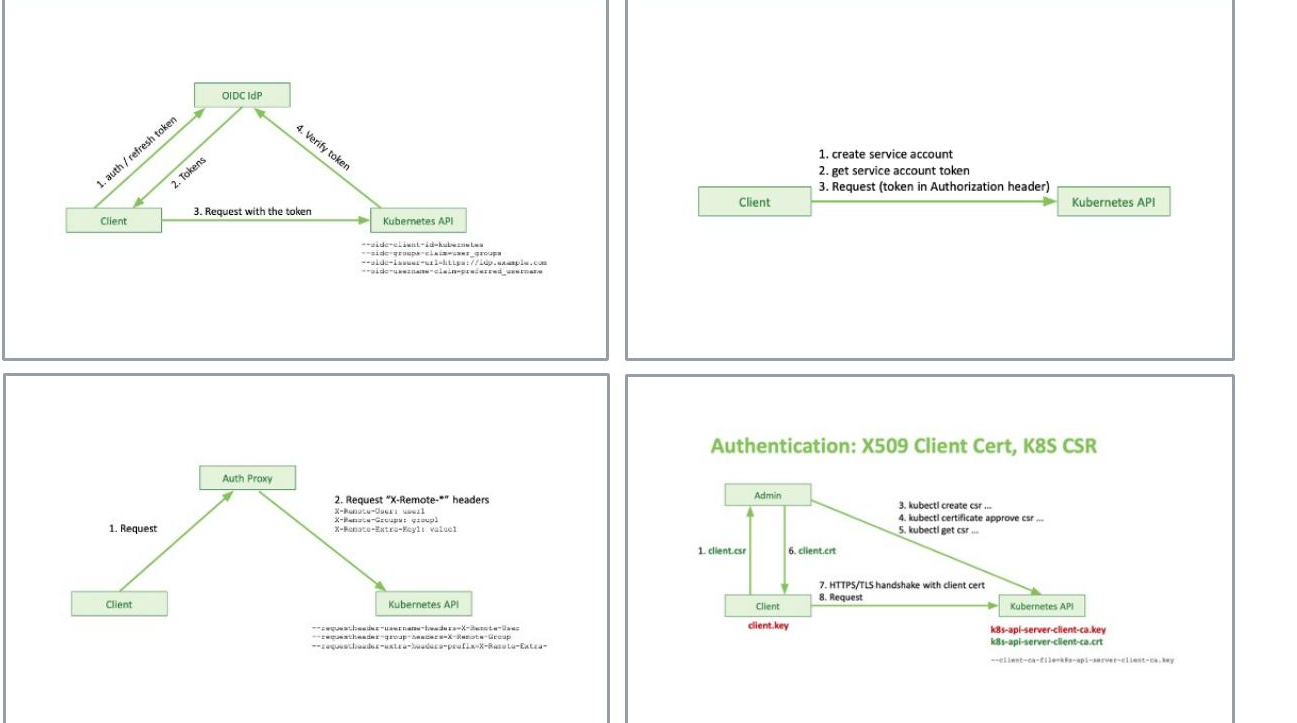 OIDC IdP
1. auth / refresh token
2. Tokens
4. Verify token
3. Request with the token
Client
Kubernetes API
--oidc-client-id=kubernetes
--oidc-groups-claim=user_groups
--oidc-issuer-url=https://idp.example.com
--oidc-username-claim=preferred_username
1. create service account
2. get service account token
3. Request (token in Authorization header)
Client
Kubernetes API
Auth Proxy
1. Request
2. Request "X-Remote-*" headers
X-Remote-User: user1
X-Remote-Groups: group1
X-Remote-Extra-Key1: value1
Client
Kubernetes API
--requestheader-username-headers=X-Remote-User
--requestheader-group-headers=X-Remote-Group
--requestheader-extra-headers-prefix=X-Remote-Extra-
Authentication: X509 Client Cert, K8S CSR
Admin
3. kubectl create csr ...
4. kubectl certificate approve csr ...
5. kubectl get csr ...
1. client.csr
6. client.crt
7. HTTPS/TLS handshake with client cert
8. Request
Client
Kubernetes API
client.key
k8s-api-server-client-ca.key
k8s-api-server-client-ca.crt
--client-ca-file=k8s-api-server-client-ca.key